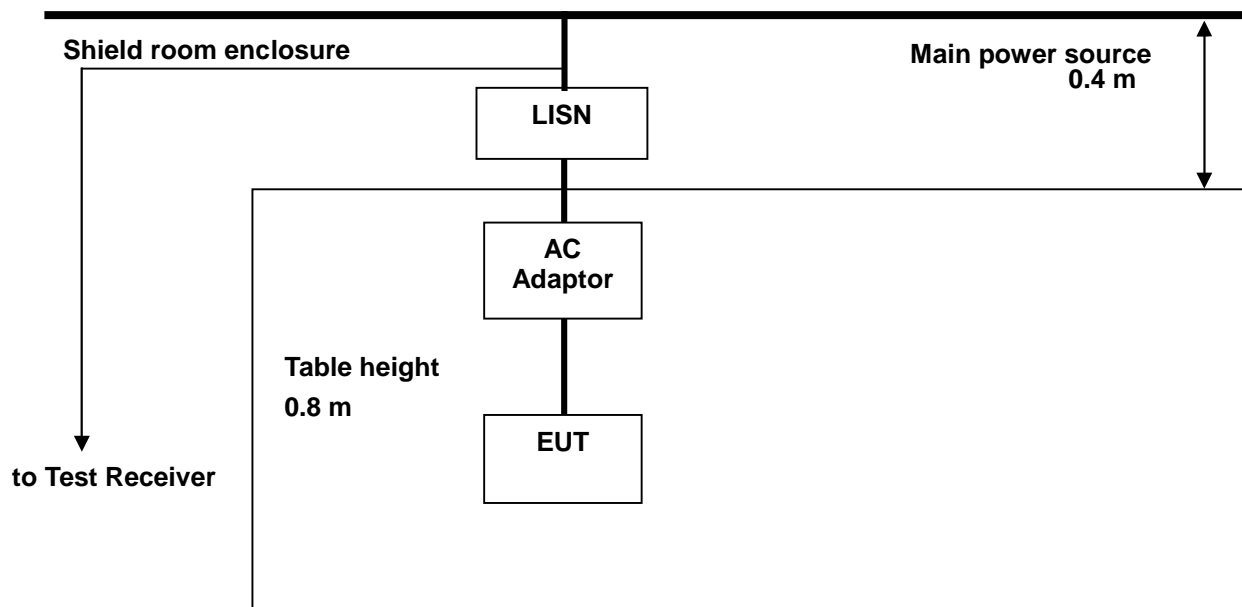 Shield room enclosure
Main power source
0.4 m
LISN
AC
Adaptor
Table height
0.8 m
EUT
to Test Receiver